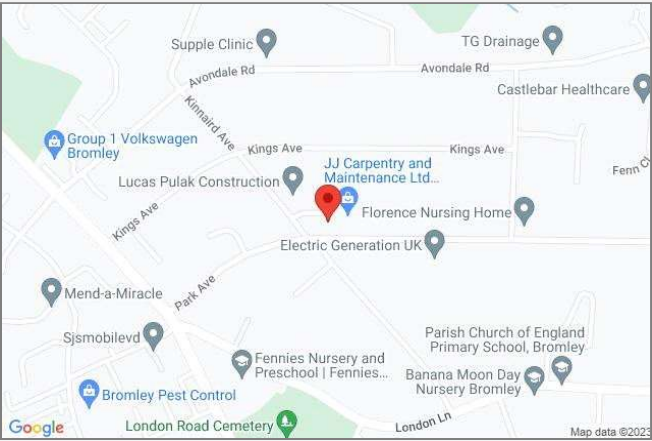 Supple Clinic
TG Drainage
Avondale Rd
Avondale Rd
Castlebar Healthcare
Kinnaird Ave
Group 1 Volkswagen
Bromley
Kings Ave
Kings Ave
JJ Carpentry and
Maintenance Ltd...
Fenn Cl
Lucas Pulak Construction
Florence Nursing Home
Kings Ave
Electric Generation UK
Mend-a-Miracle
Park Ave
Sjsmobilevd
Parish Church of England
Primary School, Bromley
Fennies Nursery and
Preschool | Fennies...
Banana Moon Day
Nursery Bromley
Bromley Pest Control
London Road Cemetery
London Ln
Google
Map data ©2023